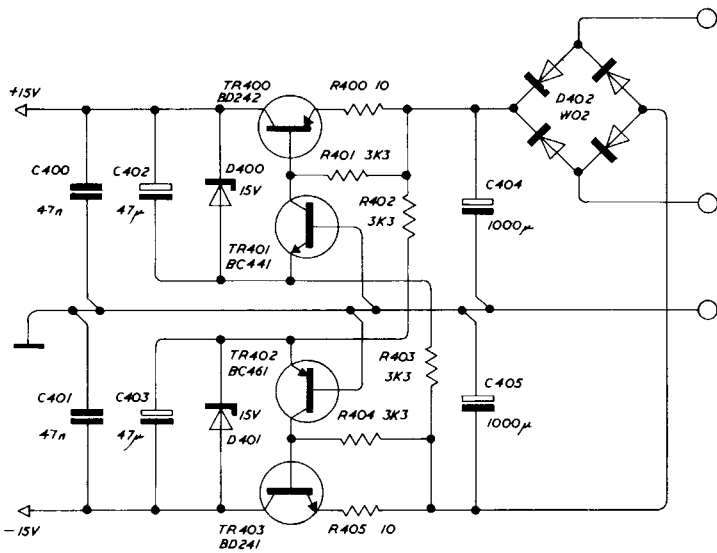 TR400
BD242
R400 10
+15V
D402
W02
R401 3K3
C400
C402
D400
R402
C404
15V
3K3
47n
47µ
TR401
BC441
1000µ
TR402
BC461
R403
3K3
C405
C401
C403
15V
R404 3K3
1000µ
47n
47µ
D401
-15V
TR403
BD241
R405 10